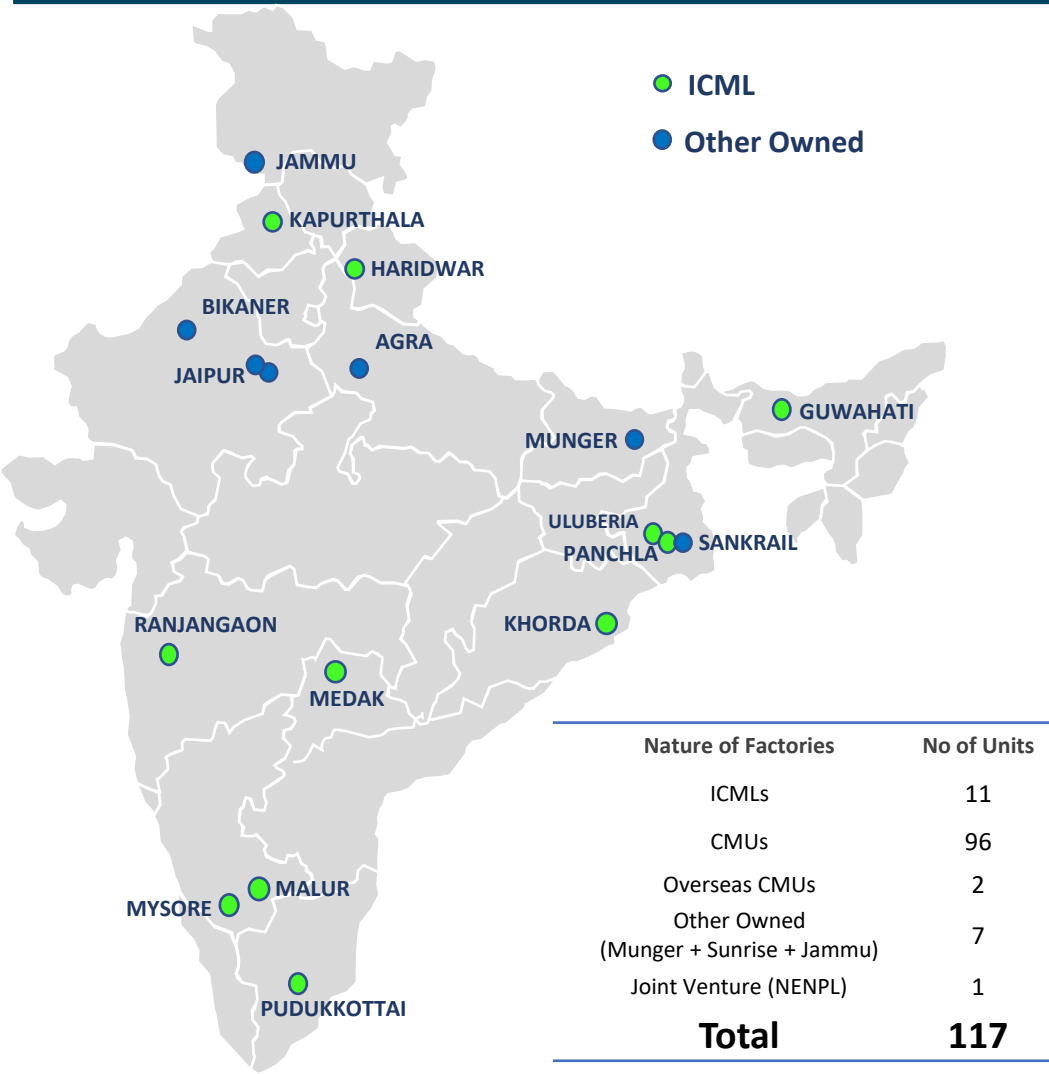 ICML
Other Owned
JAMMU
KAPURTHALA
HARIDWAR
BIKANER
AGRA
JAIPUR
GUWAHATI
MUNGER
ULUBERIA
PANCHLA
SANKRAIL
KHORDA
RANJANGAON
MEDAK
MALUR
MYSORE
PUDUKKOTTAI
Nature of Factories No of Units
ICMLs 11
CMUs 96
Overseas CMUs 2
Other Owned
(Munger + Sunrise + Jammu) 7
Joint Venture (NENPL) 1
Total 117